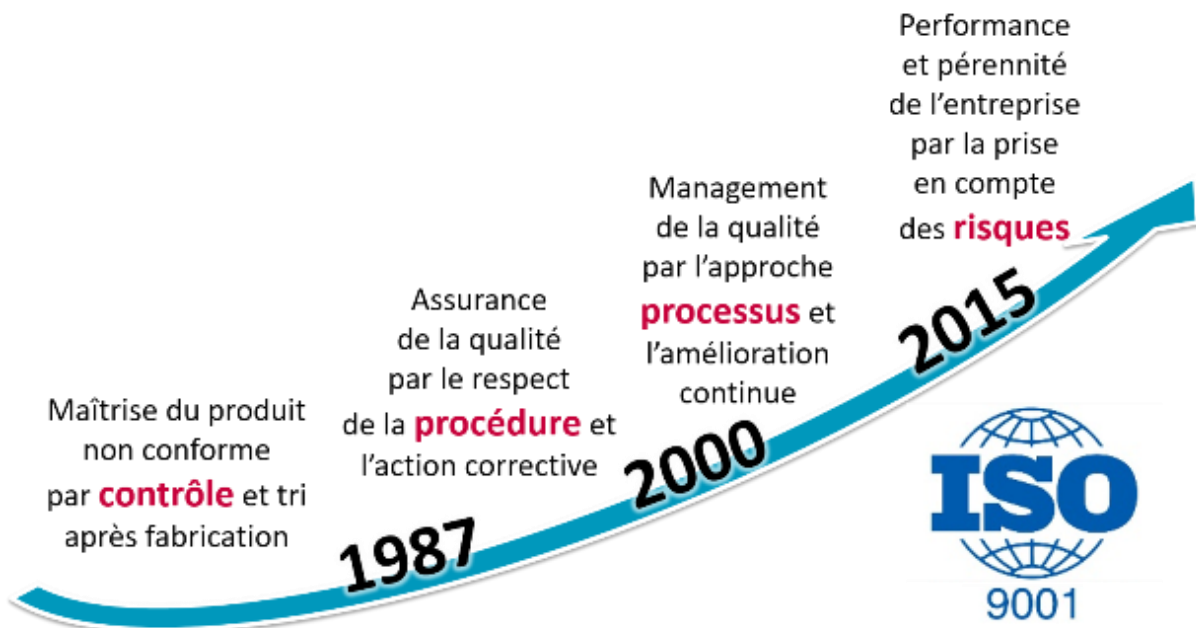 Maîtrise du produit
non conforme
par contrôle et tri
après fabrication
1987
Assurance
de la qualité
par le respect
de la procédure et
l'action corrective
2000
Management
de la qualité
par l'approche
processus et
l'amélioration
continue
2015
Performance
et pérennité
de l'entreprise
par la prise
en compte
des risques
ISO
9001